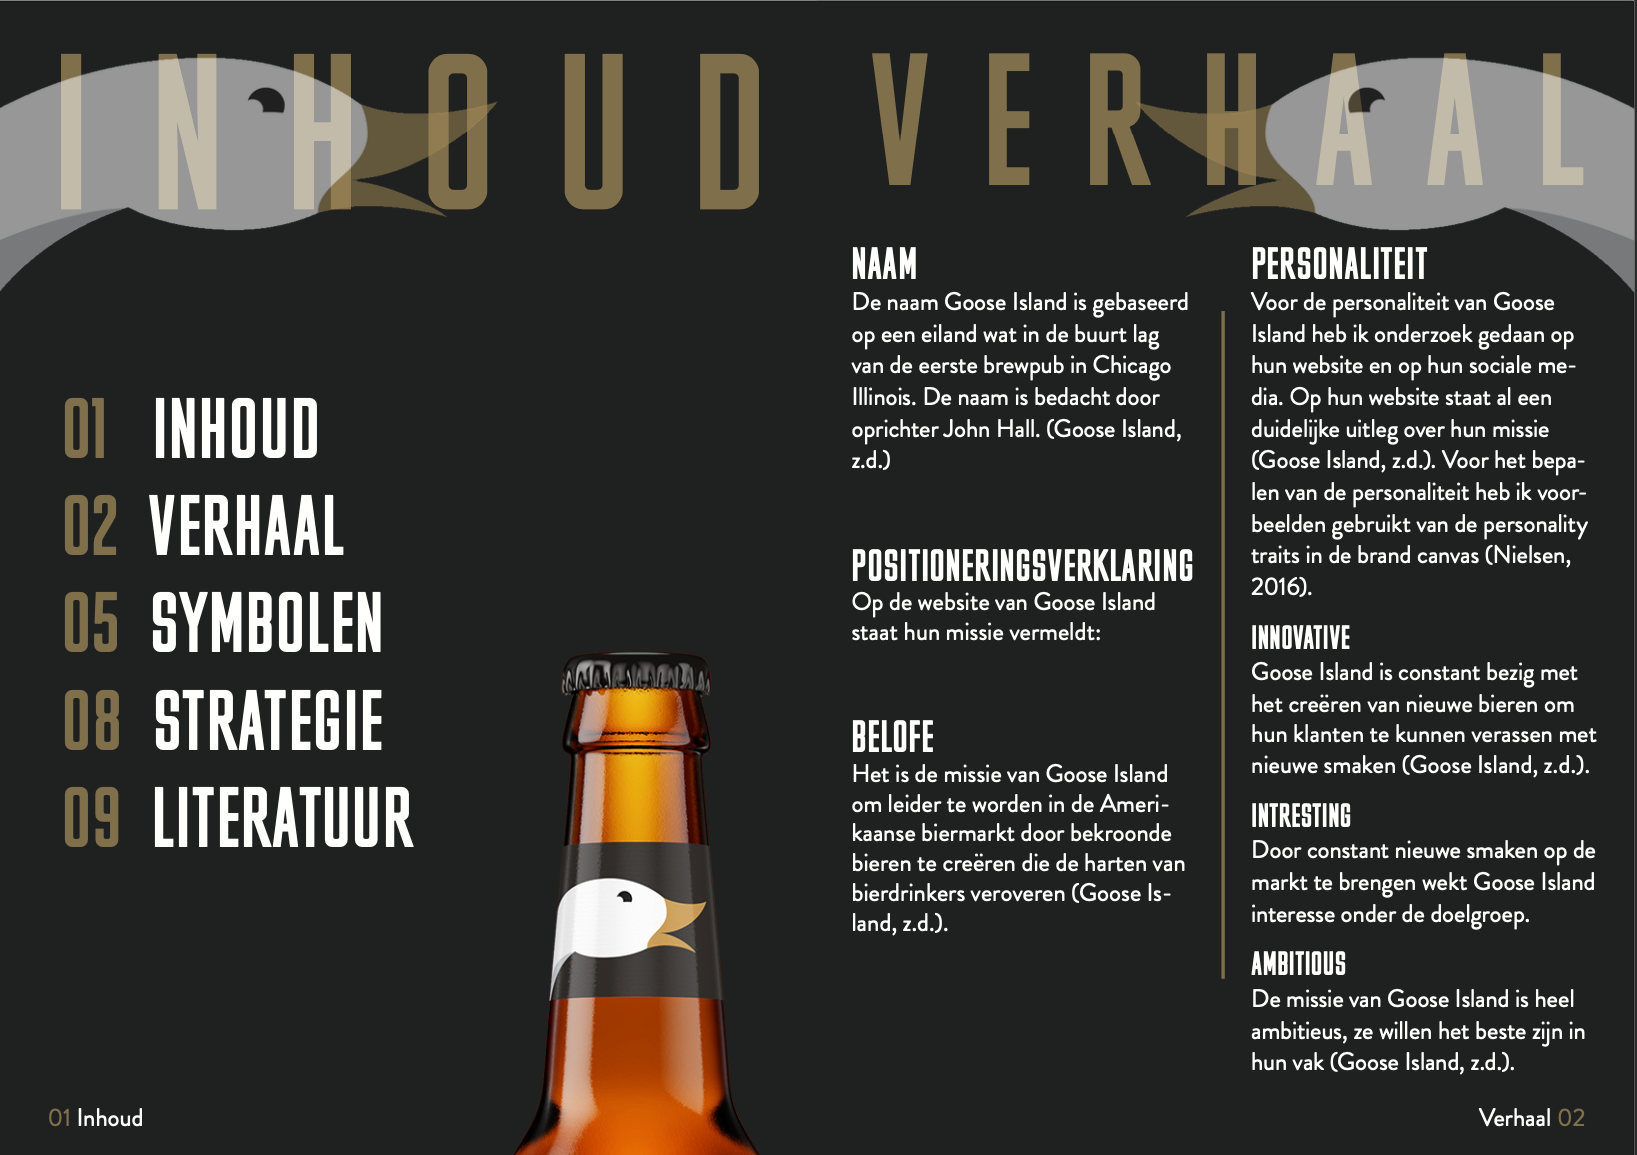 INHOUD
01 INHOUD
02 VERHAAL
05 SYMBOLEN
08 STRATEGIE
09 LITERATUUR
01 Inhoud
VERHAAL
NAAM
De naam Goose Island is gebaseerd
op een eiland wat in de buurt lag
van de eerste brewpub in Chicago
Illinois. De naam is bedacht door
oprichter John Hall. (Goose Island,
z.d.)
POSITIONERINGSVERKLARING
Op de website van Goose Island
staat hun missie vermeldt:
BELOFE
Het is de missie van Goose Island
om leider te worden in de Ameri-
kaanse biermarkt door bekroonde
bieren te creëren die de harten van
bierdrinkers veroveren (Goose Is-
land, z.d.).
PERSONALITEIT
Voor de personaliteit van Goose
Island heb ik onderzoek gedaan op
hun website en op hun sociale me-
dia. Op hun website staat al een
duidelijke uitleg over hun missie
(Goose Island, z.d.). Voor het bepa-
len van de personaliteit heb ik voor-
beelden gebruikt van de personality
traits in de brand canvas (Nielsen,
2016).
INNOVATIVE
Goose Island is constant bezig met
het creëren van nieuwe bieren om
hun klanten te kunnen verassen met
nieuwe smaken (Goose Island, z.d.).
INTRESTING
Door constant nieuwe smaken op de
markt te brengen wekt Goose Island
interesse onder de doelgroep.
AMBITIOUS
De missie van Goose Island is heel
ambitieus, ze willen het beste zijn in
hun vak (Goose Island, z.d.).
Verhaal 02